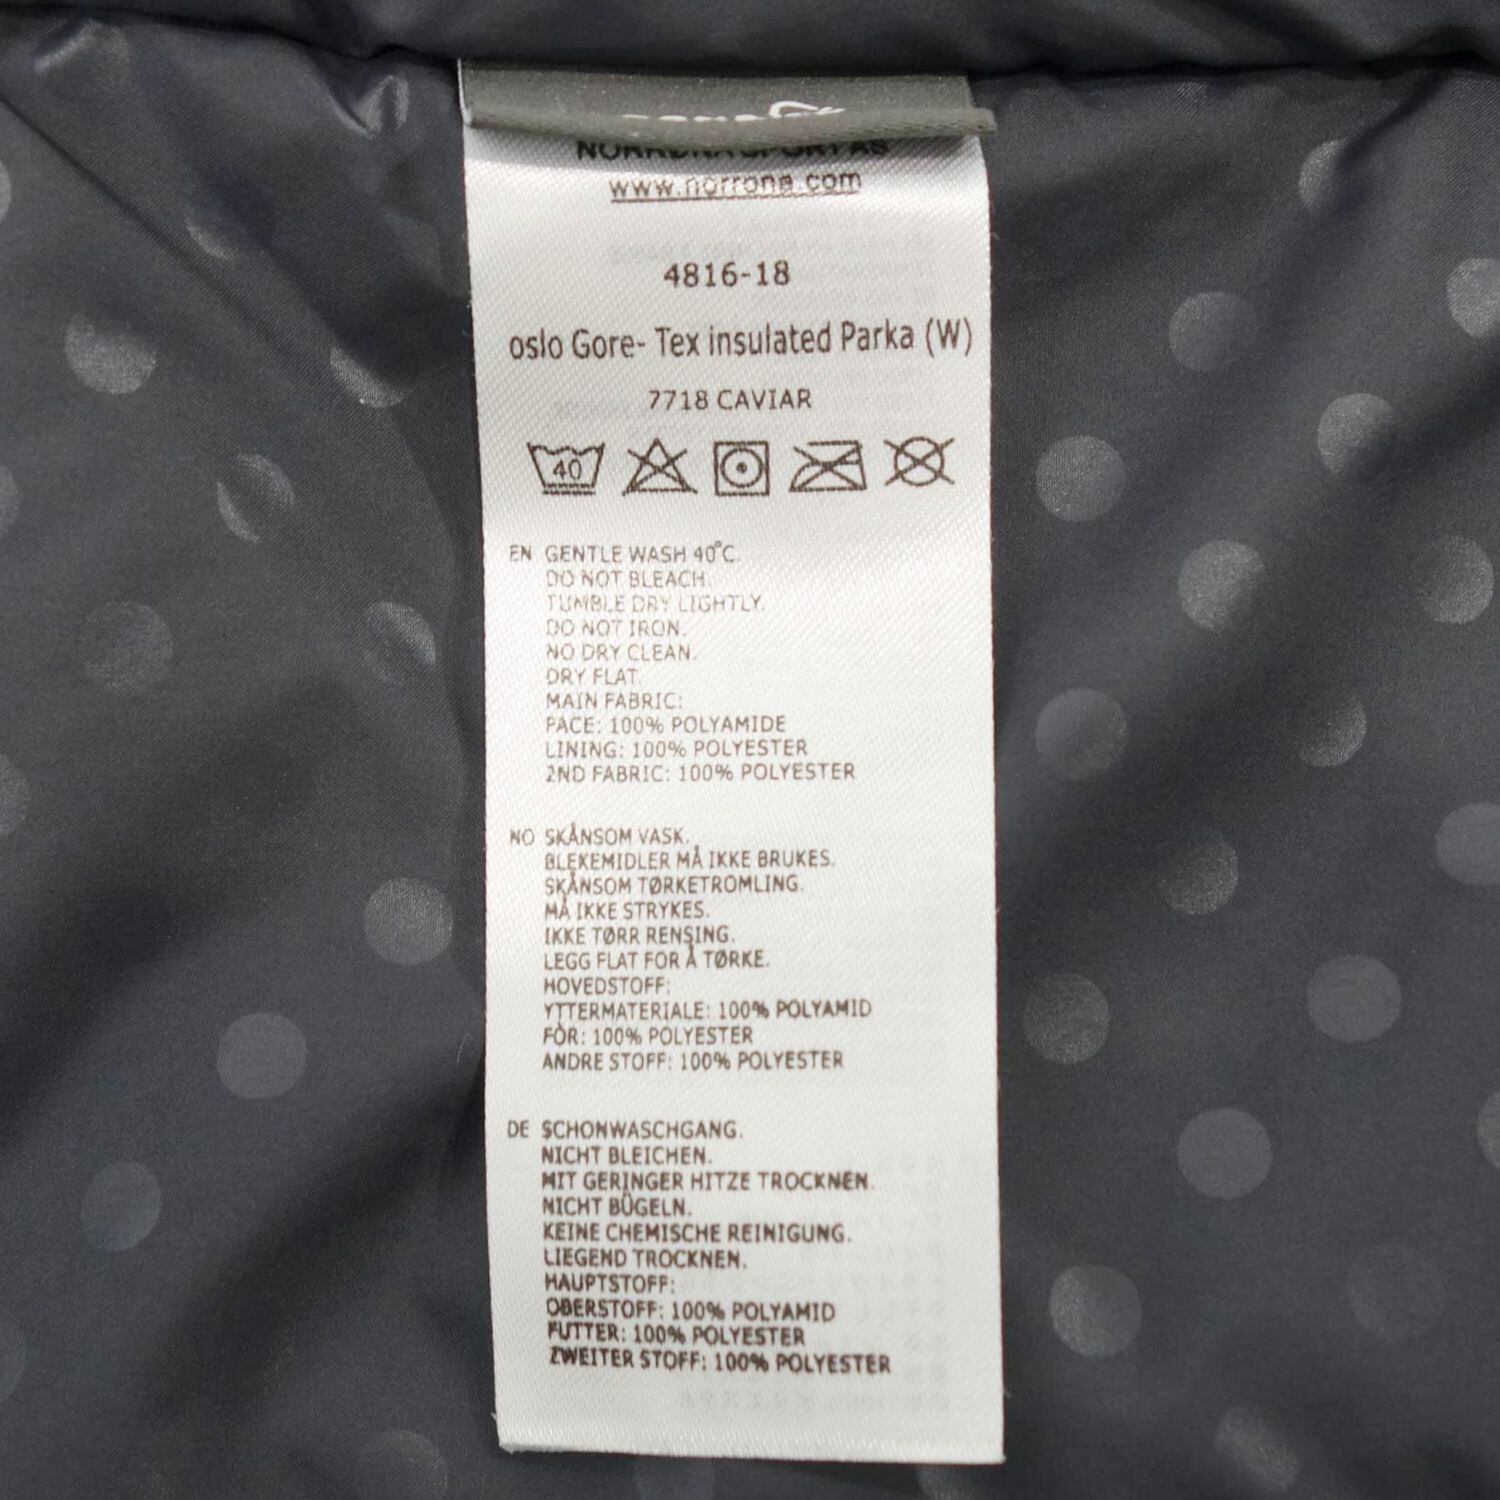 NORRØNA SPORT AS
www.norrona.com
4816-18
oslo Gore- Tex insulated Parka (W)
7718 CAVIAR
40
EN GENTLE WASH 40°C.
DO NOT BLEACH.
TUMBLE DRY LIGHTLY.
DO NOT IRON.
NO DRY CLEAN.
DRY FLAT.
MAIN FABRIC:
FACE: 100% POLYAMIDE
LINING: 100% POLYESTER
2ND FABRIC: 100% POLYESTER
NO SKÅNSOM VASK.
BLEKEMIDLER MÅ IKKE BRUKES.
SKÅNSOM TØRKETROMLING.
MÅ IKKE STRYKES.
IKKE TØRR RENSING.
LEGG FLAT FOR Å TØRKE.
HOVEDSTOFF:
YTTERMATERIALE: 100% POLYAMID
FÒR: 100% POLYESTER
ANDRE STOFF: 100% POLYESTER
DE SCHONWASCHGANG.
NICHT BLEICHEN.
MIT GERINGER HITZE TROCKNEN.
NICHT BÜGELN.
KEINE CHEMISCHE REINIGUNG.
LIEGEND TROCKNEN.
HAUPTSTOFF:
OBERSTOFF: 100% POLYAMID
FUTTER: 100% POLYESTER
ZWEITER STOFF: 100% POLYESTER